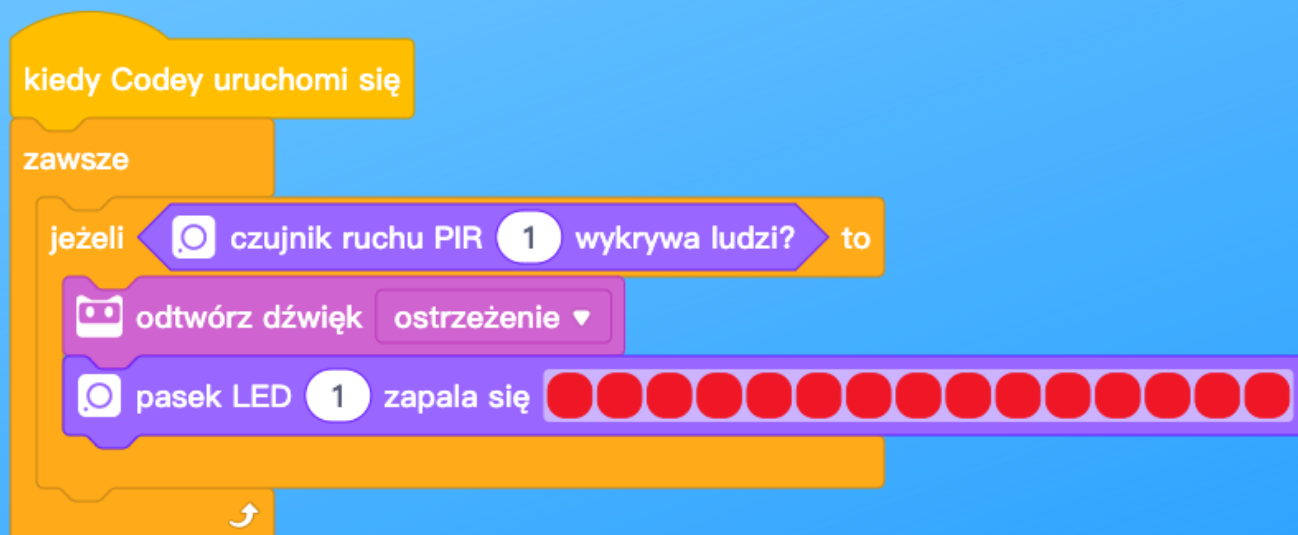 kiedy Codey uruchomi się
zawsze
jeżeli czujnik ruchu PIR 1 wykrywa ludzi? to
odtwórz dźwięk ostrzeżenie
pasek LED 1 zapala się